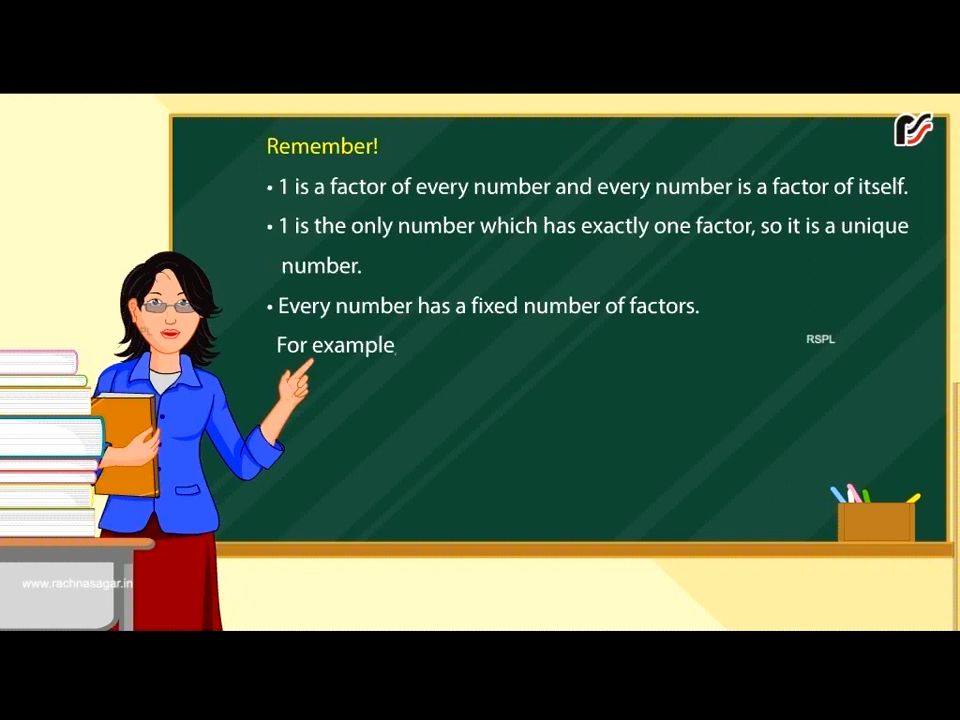 Remember!
• 1 is a factor of every number and every number is a factor of itself.
• 1 is the only number which has exactly one factor, so it is a unique
number.
• Every number has a fixed number of factors.
For example,
RSPL
www.rachnasagar.in